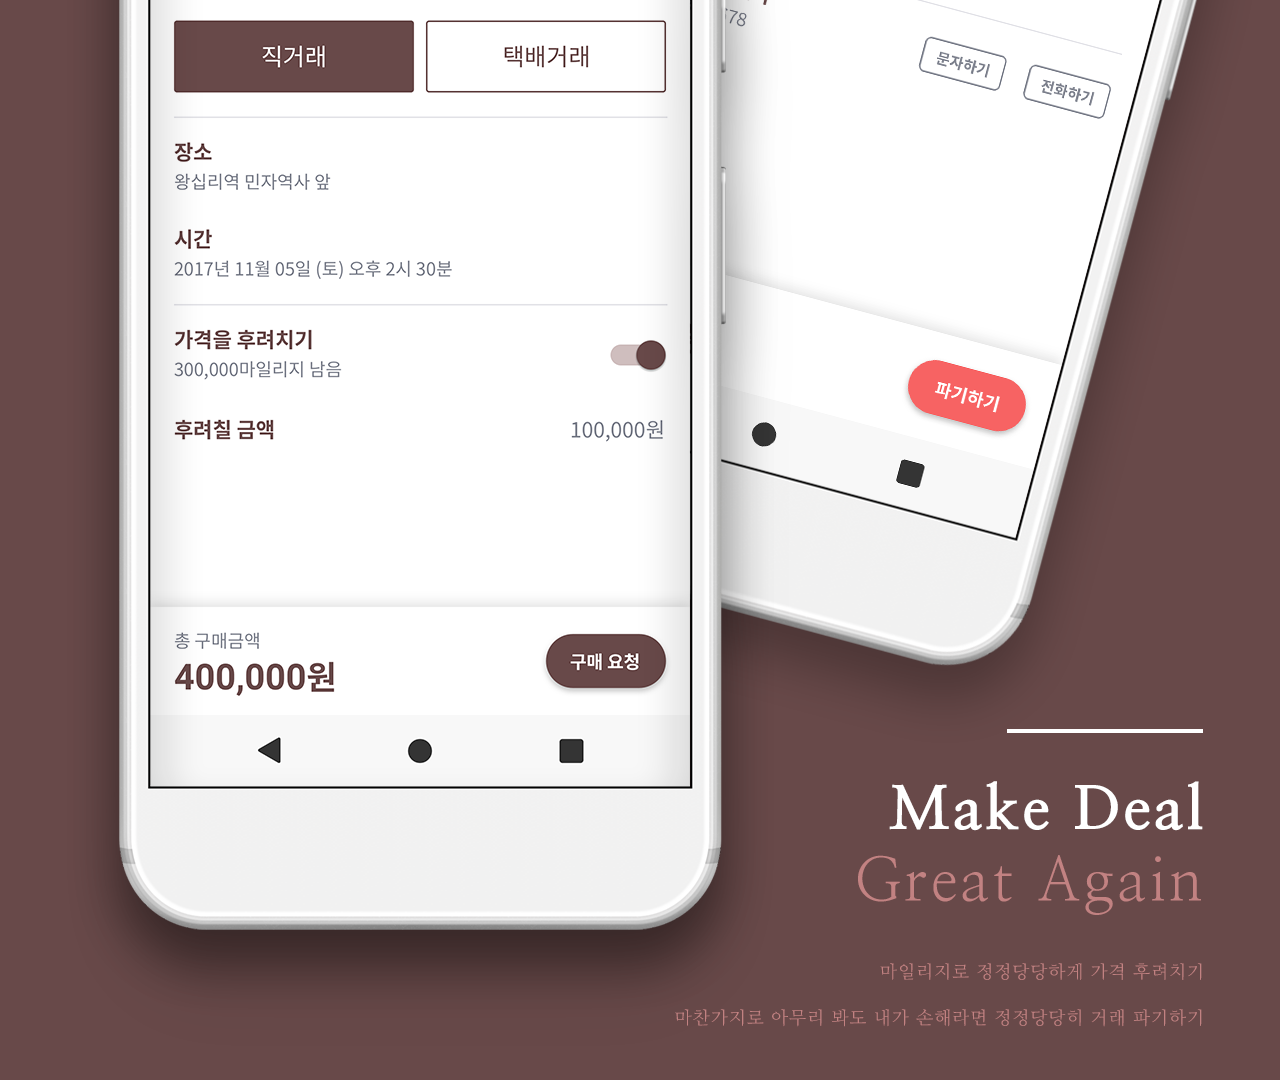 직거래
택배거래
장소
왕십리역 민자역사 앞
시간
2017년 11월 05일 (토) 오후 2시 30분
가격을 후려치기
300,000마일리지 남음
후려칠 금액
100,000원
총 구매금액
400,000원
구매 요청
678
문자하기
전화하기
파기하기
Make Deal
Great Again
마일리지로 정정당당하게 가격 후려치기
마찬가지로 아무리 봐도 내가 손해라면 정정당당히 거래 파기하기